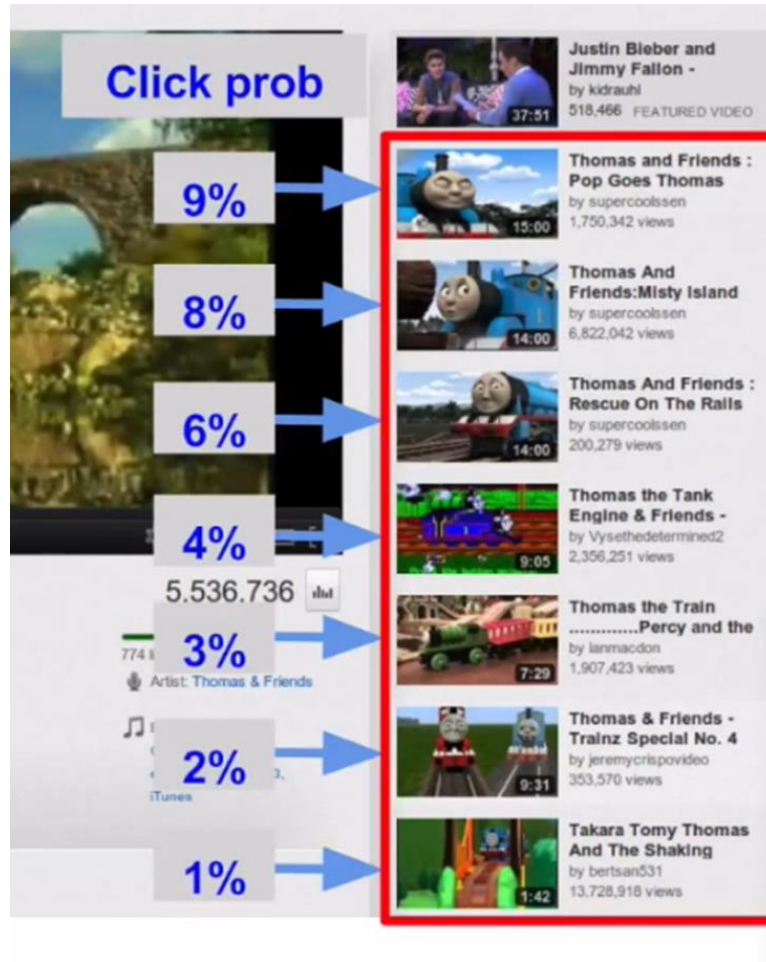 Click prob
Justin Bieber and
Jimmy Fallon -
by kidrauhl
518,466 FEATURED VIDEO
37:51
9%
Thomas and Friends :
Pop Goes Thomas
by supercoolssen
1,750,342 views
15:00
8%
Thomas And
Friends:Misty Island
by supercoolssen
6,822,042 views
14:00
6%
Thomas And Friends :
Rescue On The Rails
by supercoolssen
200,279 views
14:00
4%
Thomas the Tank
Engine & Friends -
by Vysethedetermined2
2,356,251 views
9:05
5.536.736
3%
774
Artist: Thomas & Friends
Thomas the Train
.............Percy and the
by ianmacdon
1,907,423 views
7:29
2%
iTunes
Thomas & Friends -
Trainz Special No. 4
by jeremycrispovideo
353,570 views
9:31
1%
Takara Tomy Thomas
And The Shaking
by bertsan531
13,728,918 views
1:42